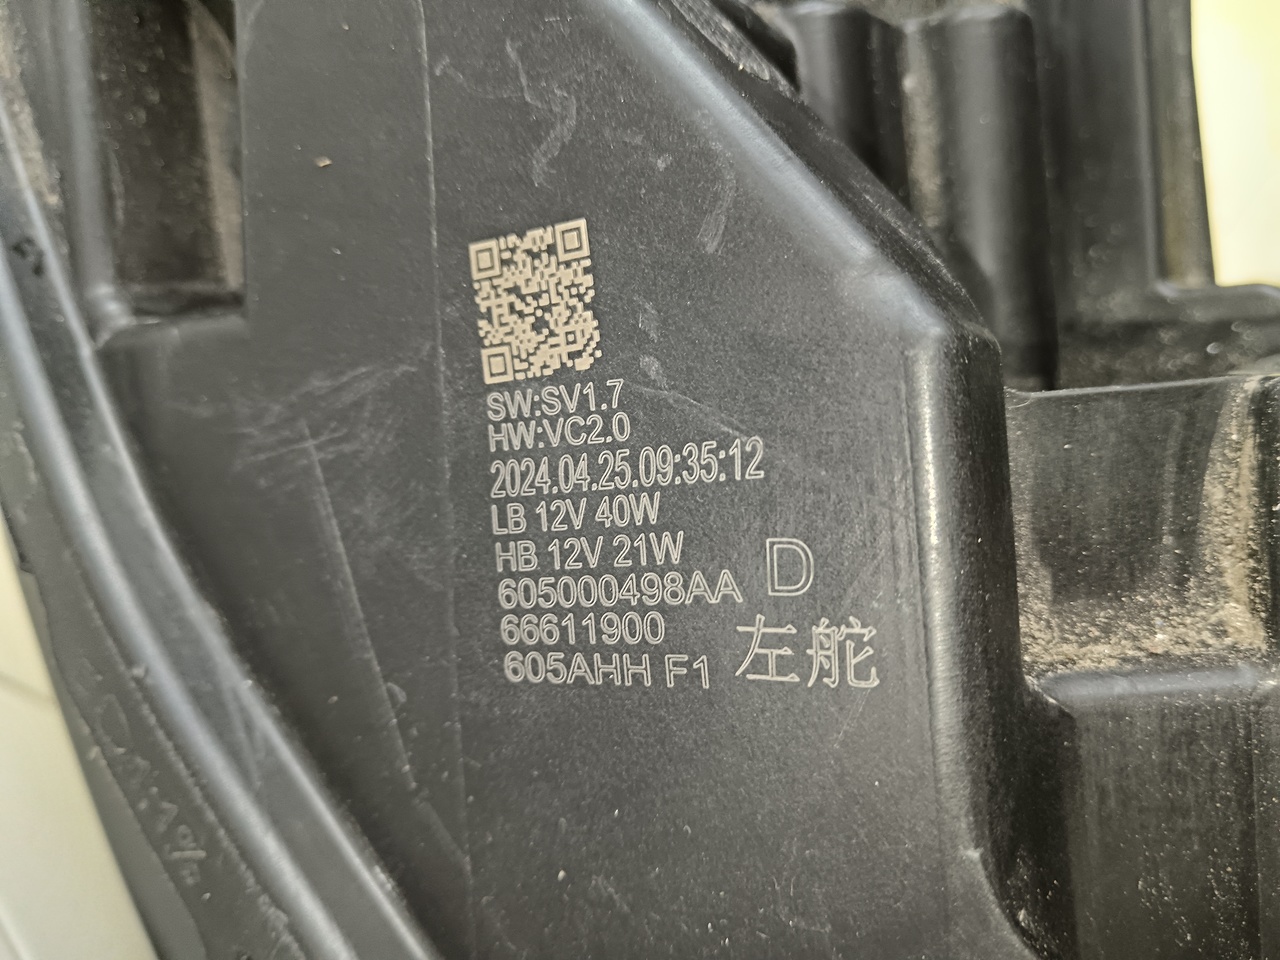 SW:SV1.7
HW:VC2.0
2024.04.25.09:35:12
LB 12V 40W
HB 12V 21W
605000498AA D
66611900
605AHH F1 左舵